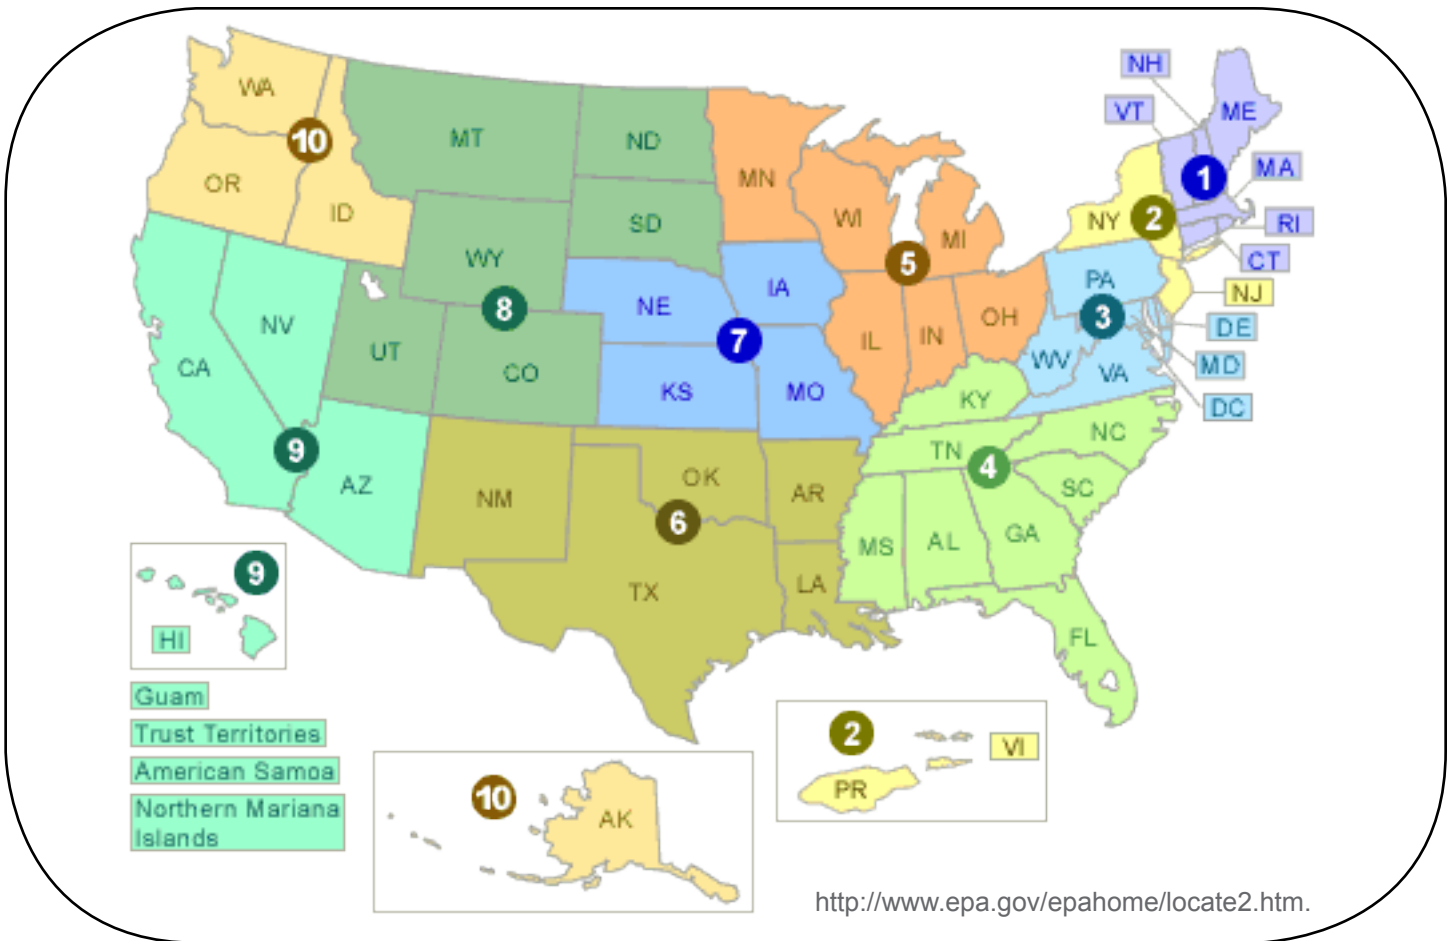 NH
VT
ME
WA
MT
ND
10
MN
MA
1
OR
ID
SD
WI
NY
2
RI
MI
WY
5
CT
PA
NE
IA
NJ
8
3
NV
OH
DE
7
IN
IL
UT
WV
MD
CA
CO
VA
KS
MO
KY
DC
NC
9
TN
4
AZ
OK
SC
NM
AR
6
GA
MS
AL
9
LA
TX
HI
FL
Guam
Trust Territories
2
VI
American Samoa
PR
10
Northern Mariana
Islands
AK
http://www.epa.gov/epahome/locate2.htm.